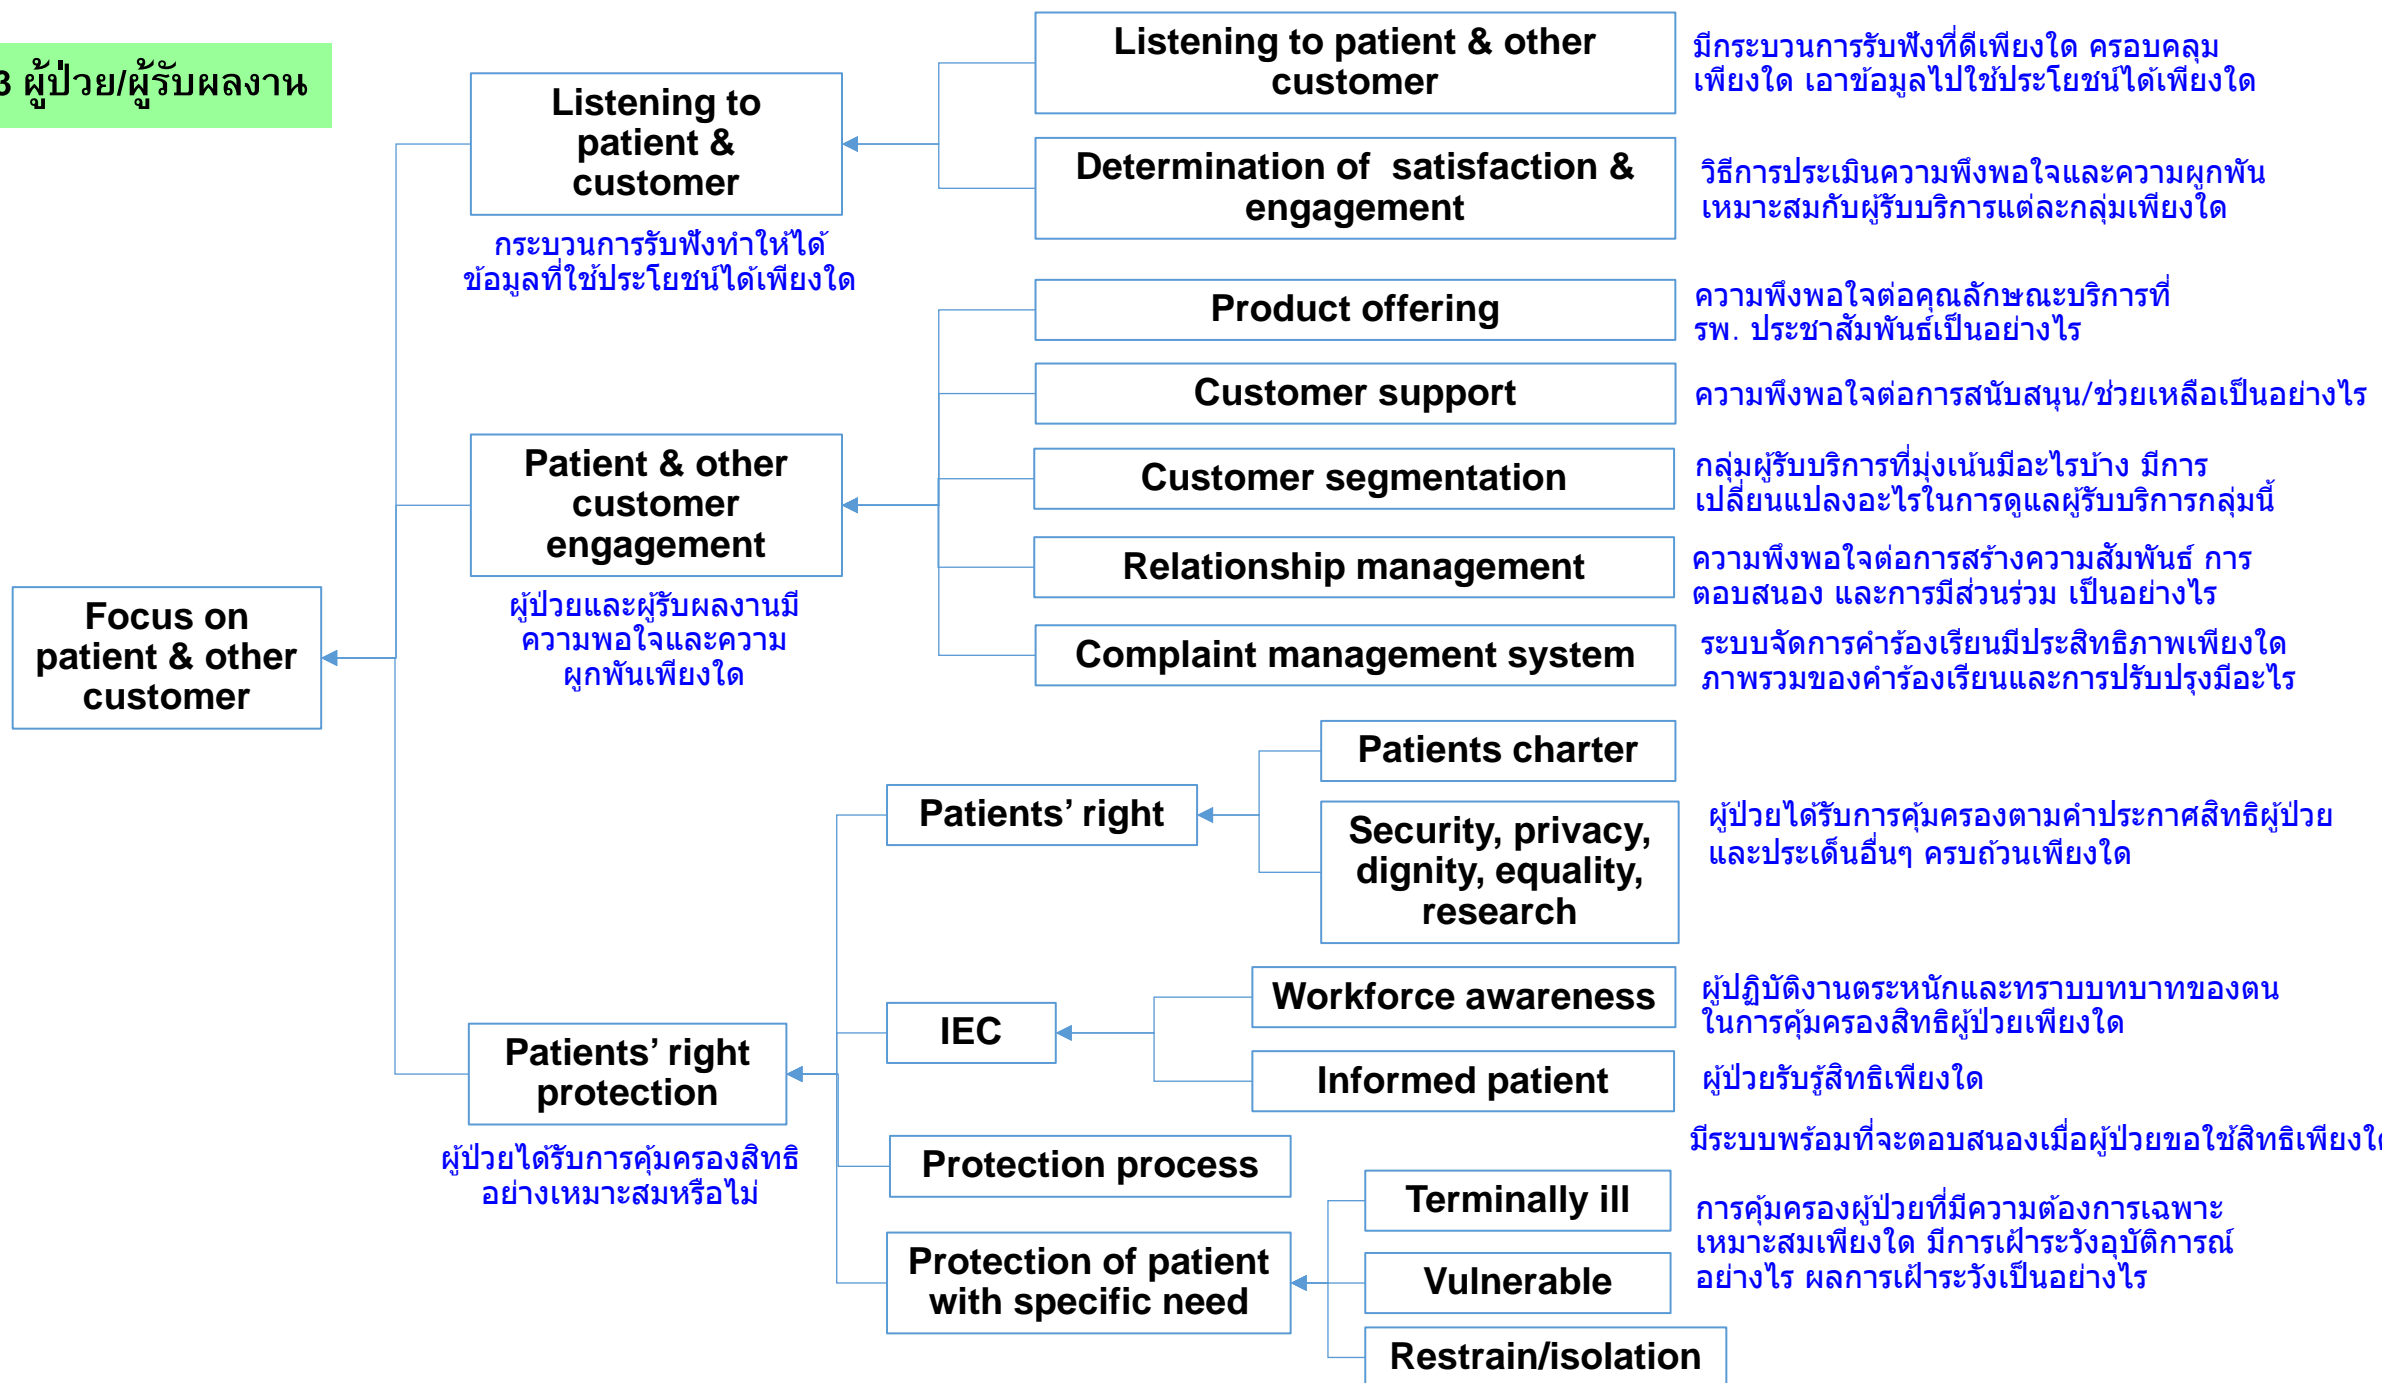 3 ผู้ป่วย/ผู้รับผลงาน
Listening to patient & other
customer
มีกระบวนการรับฟังที่ดีเพียงใด ครอบคลุม
เพียงใด เอาข้อมูลไปใช้ประโยชน์ได้เพียงใด
Listening to
patient &
customer
กระบวนการรับฟังทำให้ได้
ข้อมูลที่ใช้ประโยชน์ได้เพียงใด
Determination of  satisfaction &
engagement
วิธีการประเมินความพึงพอใจและความผูกพัน
เหมาะสมกับผู้รับบริการแต่ละกลุ่มเพียงใด
Product offering
ความพึงพอใจต่อคุณลักษณะบริการที่
รพ. ประชาสัมพันธ์เป็นอย่างไร
Customer support
ความพึงพอใจต่อการสนับสนุน/ช่วยเหลือเป็นอย่างไร
Patient & other
customer
engagement
ผู้ป่วยและผู้รับผลงานมี
ความพอใจและความ
ผูกพันเพียงใด
Customer segmentation
กลุ่มผู้รับบริการที่มุ่งเน้นมีอะไรบ้าง มีการ
เปลี่ยนแปลงอะไรในการดูแลผู้รับบริการกลุ่มนี้
Relationship management
ความพึงพอใจต่อการสร้างความสัมพันธ์ การ
ตอบสนอง และการมีส่วนร่วม เป็นอย่างไร
Complaint management system
ระบบจัดการคำร้องเรียนมีประสิทธิภาพเพียงใด
ภาพรวมของคำร้องเรียนและการปรับปรุงมีอะไร
Focus on
patient & other
customer
Patients charter
Patients’ right
Security, privacy,
dignity, equality,
research
ผู้ป่วยได้รับการคุ้มครองตามคำประกาศสิทธิผู้ป่วย
และประเด็นอื่นๆ ครบถ้วนเพียงใด
Workforce awareness
ผู้ปฏิบัติงานตระหนักและทราบบทบาทของตน
ในการคุ้มครองสิทธิผู้ป่วยเพียงใด
IEC
Informed patient
ผู้ป่วยรับรู้สิทธิเพียงใด
Patients’ right
protection
ผู้ป่วยได้รับการคุ้มครองสิทธิ
อย่างเหมาะสมหรือไม่
Protection process
มีระบบพร้อมที่จะตอบสนองเมื่อผู้ป่วยขอใช้สิทธิเพียงใด
Protection of patient
with specific need
Terminally ill
Vulnerable
Restrain/isolation
การคุ้มครองผู้ป่วยที่มีความต้องการเฉพาะ
เหมาะสมเพียงใด มีการเฝ้าระวังอุบัติการณ์
อย่างไร ผลการเฝ้าระวังเป็นอย่างไร